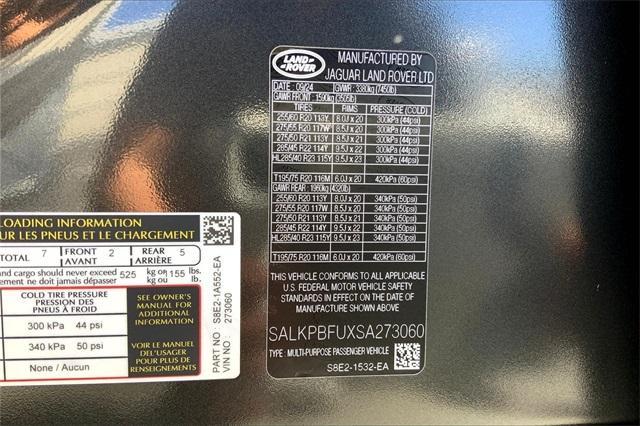 LAND ROVER
MANUFACTURED BY
JAGUAR LAND ROVER LTD
DATE : 09/24 GVWR : 3380kg (7450lb)
GAWR FRONT : 1590kg (3505lb)
TIRES RIMS PRESSURE (COLD)
255/60 R20 113Y 8.0J x 20 300kPa (44psi)
275/55 R20 117W 8.5J x 20 300kPa (44psi)
275/50 R21 113Y 8.5J x 21 300kPa (44psi)
285/45 R22 114Y 9.5J x 22 300kPa (44psi)
HL285/40 R23 115Y 9.5J x 23 300kPa (44psi)
T195/75 R20 116M 6.0J x 20 420kPa (60psi)
GAWR REAR : 1960kg (4320lb)
255/60 R20 113Y 8.0J x 20 340kPa (50psi)
275/55 R20 117W 8.5J x 20 340kPa (50psi)
275/50 R21 113Y 8.5J x 21 340kPa (50psi)
285/45 R22 114Y 9.5J x 22 340kPa (50psi)
HL285/40 R23 115Y 9.5J x 23 340kPa (50psi)
T195/75 R20 116M 6.0J x 20 420kPa (60psi)
THIS VEHICLE CONFORMS TO ALL APPLICABLE
U.S. FEDERAL MOTOR VEHICLE SAFETY
STANDARDS IN EFFECT ON THE DATE OF
MANUFACTURE SHOWN ABOVE
SALKPBFUXSA273060
TYPE : MULTI-PURPOSE PASSENGER VEHICLE
S8E2-1532-EA
LOADING INFORMATION
UR LES PNEUS ET LE CHARGEMENT
TOTAL 7 FRONT AVANT 2 REAR ARRIÈRE 5
and cargo should never exceed 525 kg or 155 lbs.
ement ne doit jamais dépasser kg ou lb.
COLD TIRE PRESSURE
PRESSION DES
PNEUS À FROID
300 kPa 44 psi
340 kPa 50 psi
None / Aucun
SEE OWNER'S
MANUAL FOR
ADDITIONAL
INFORMATION
VOIR LE MANUEL
DEL'USAGER
POUR PLUS DE
RENSEIGNEMENTS
PART NO : S8E2-1A552-EA
VIN NO : 273060